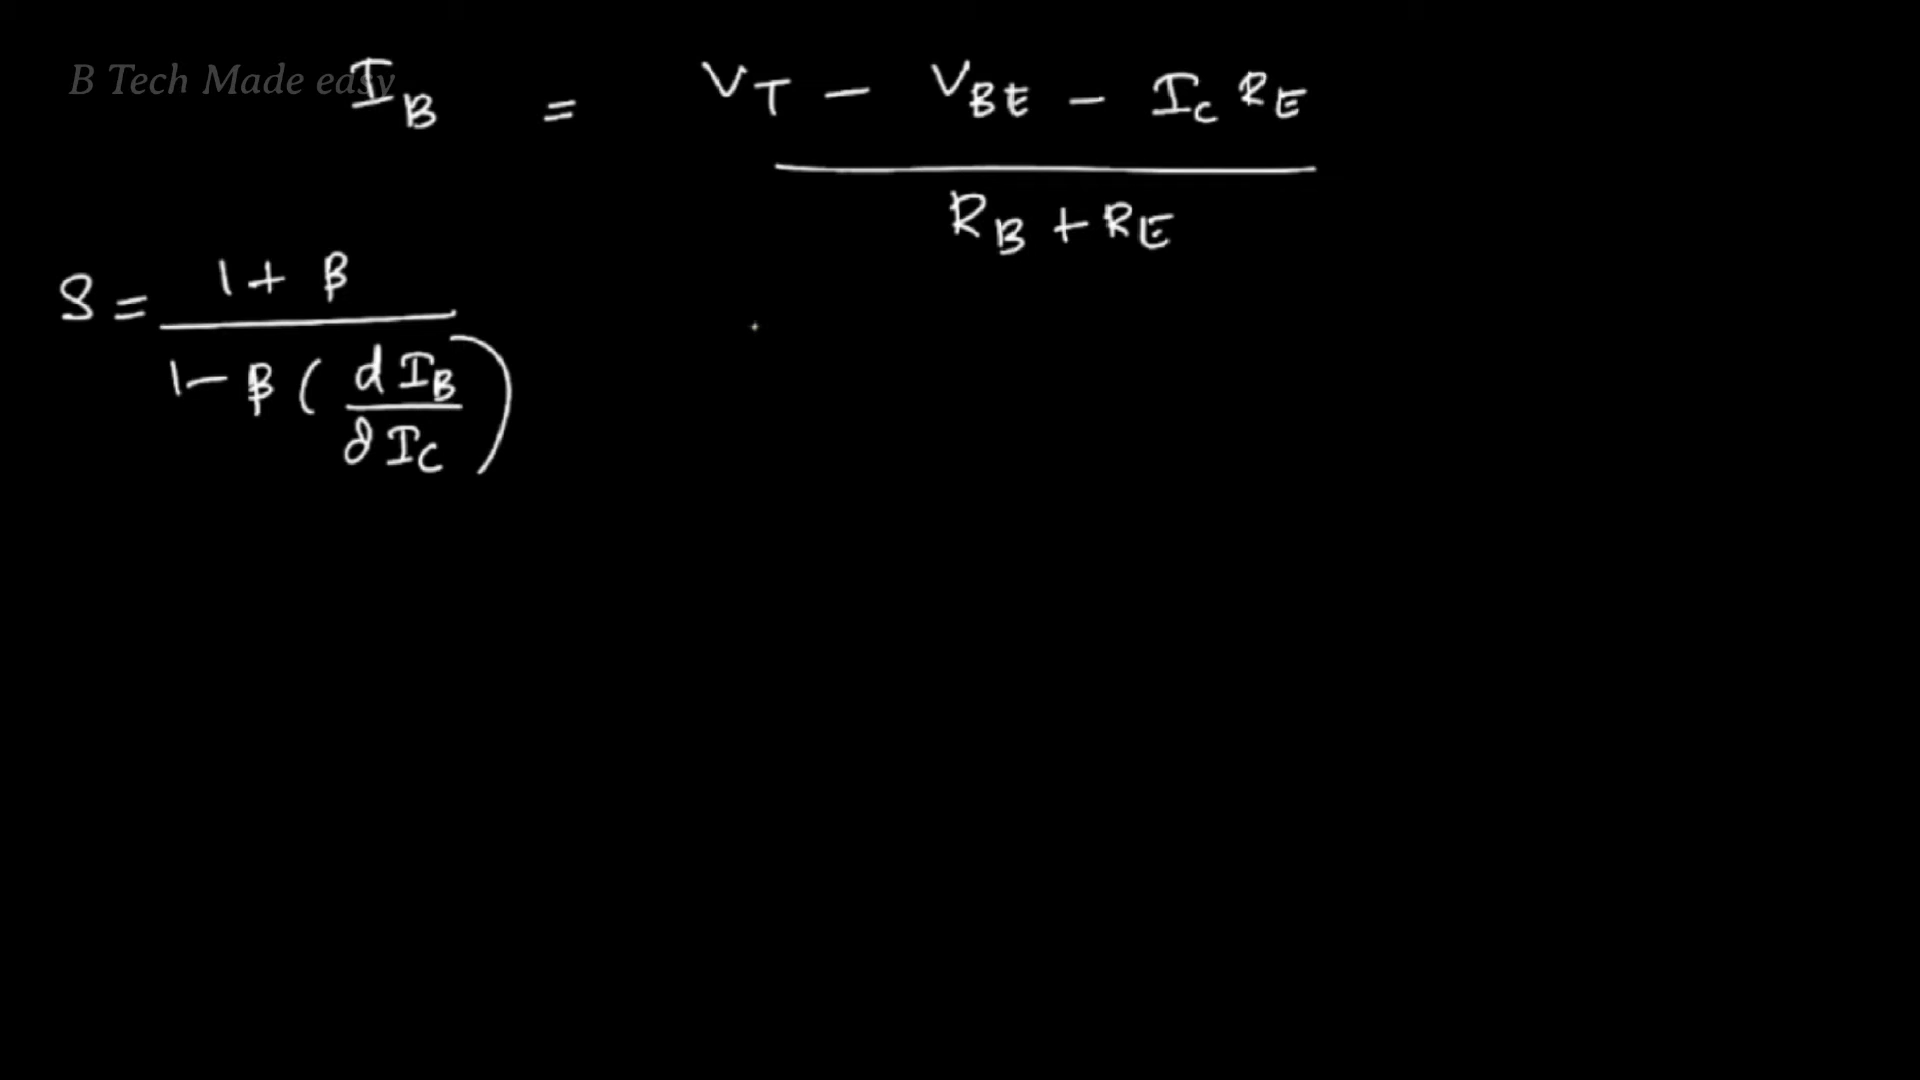 B Tech Made easy
I_B = V_T - V_BE - I_C R_E
R_B + R_E
S = 1 + β
1 - β ( dI_B
∂I_C )